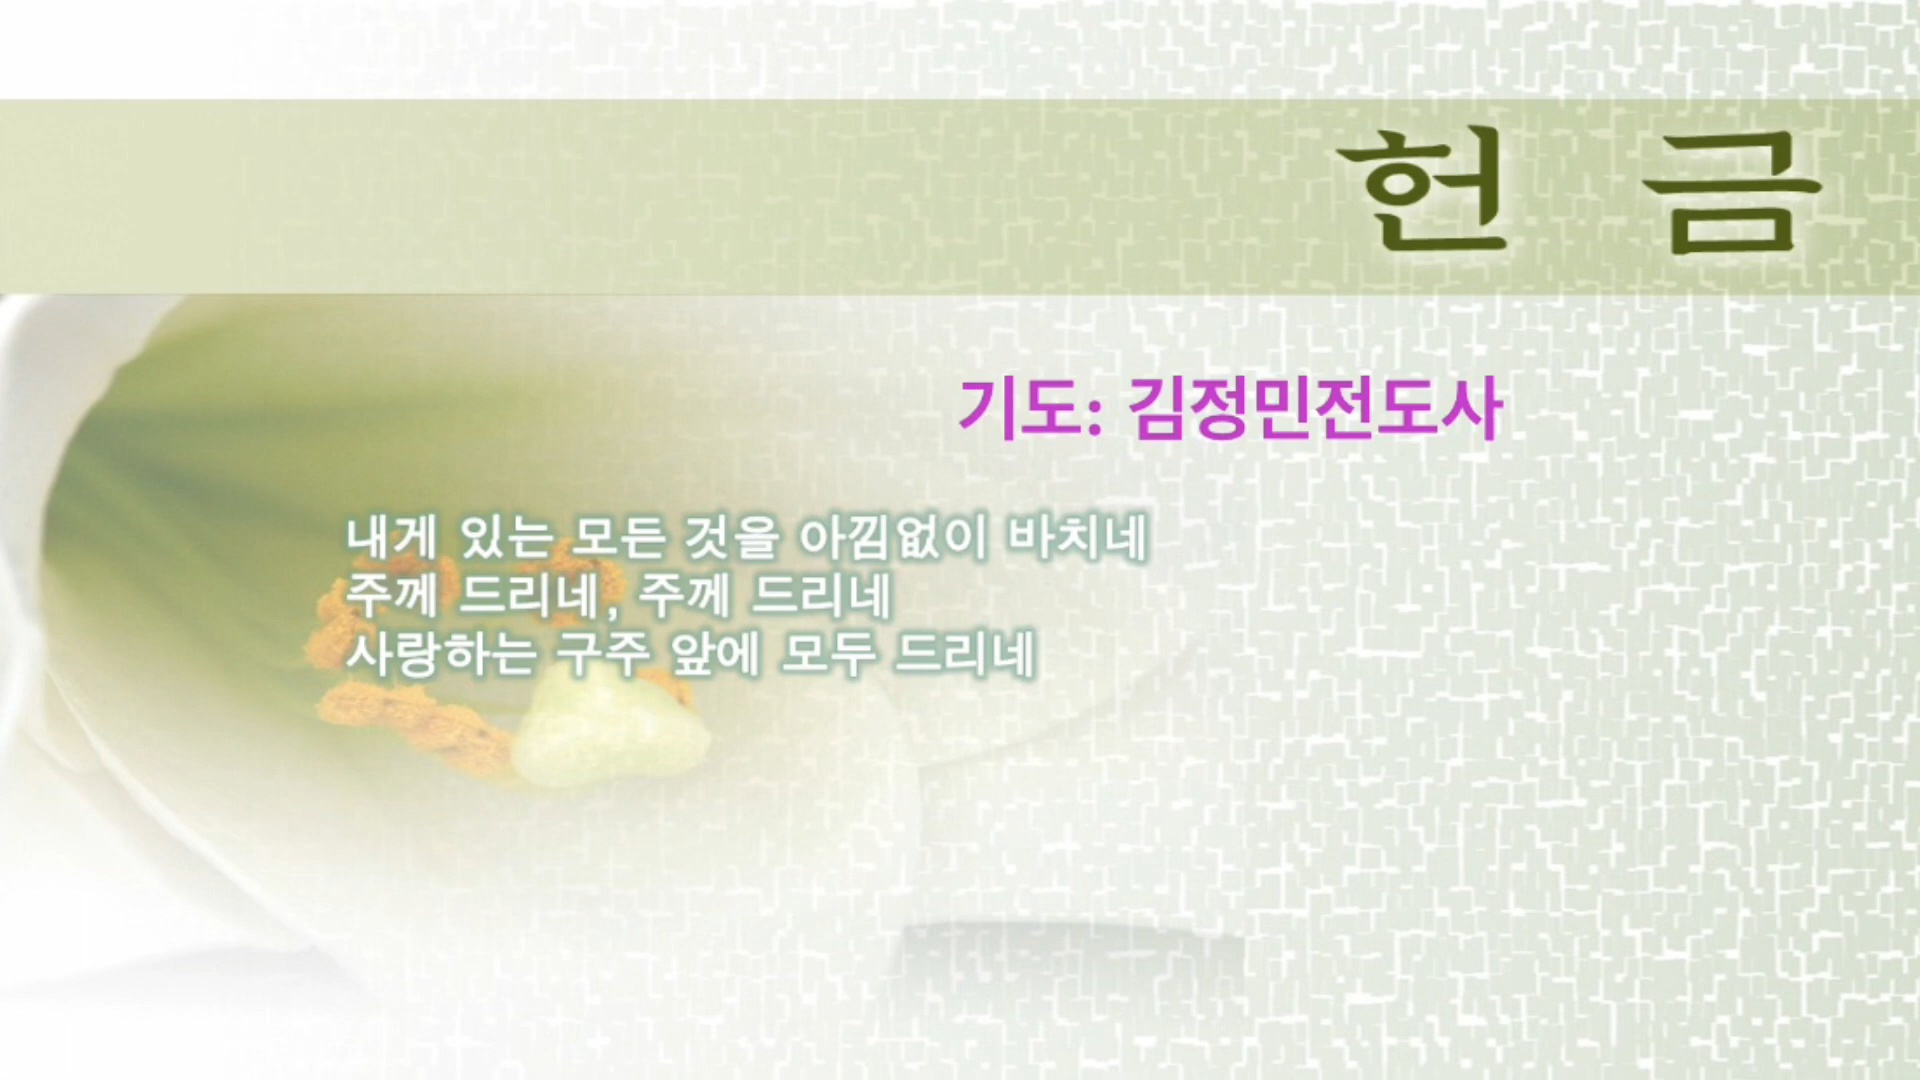 헌 금
기도: 김정민전도사
내게 있는 모든 것을 아낌없이 바치네
주께 드리네, 주께 드리네
사랑하는 구주 앞에 모두 드리네